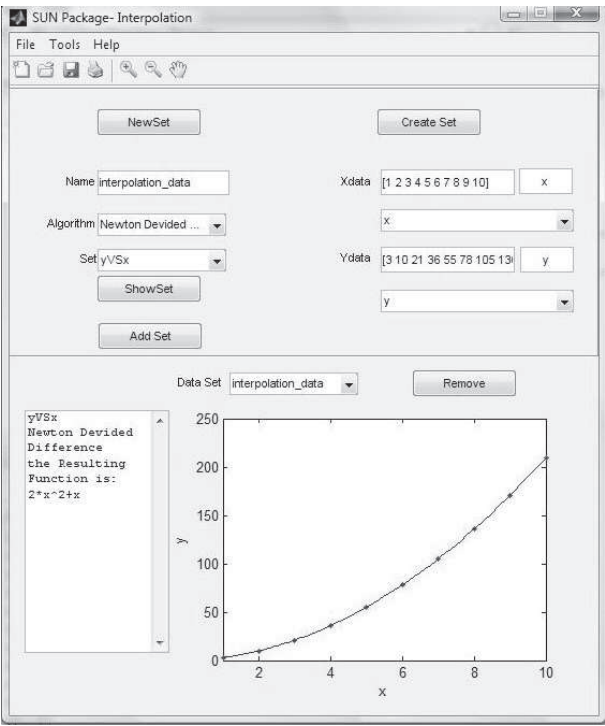 SUN Package- Interpolation
File Tools Help
NewSet
Create Set
Name interpolation_data
Xdata [1 2 3 4 5 6 7 8 9 10] x
Algorithm Newton Devided ...
x
Set yVSx
Ydata [3 10 21 36 55 78 105 136 y
ShowSet
y
Add Set
Data Set interpolation_data
Remove
yVSx
Newton Devided
Difference
the Resulting
Function is:
2*x^2+x
250
200
150
100
50
0
y
2 4 6 8 10
x